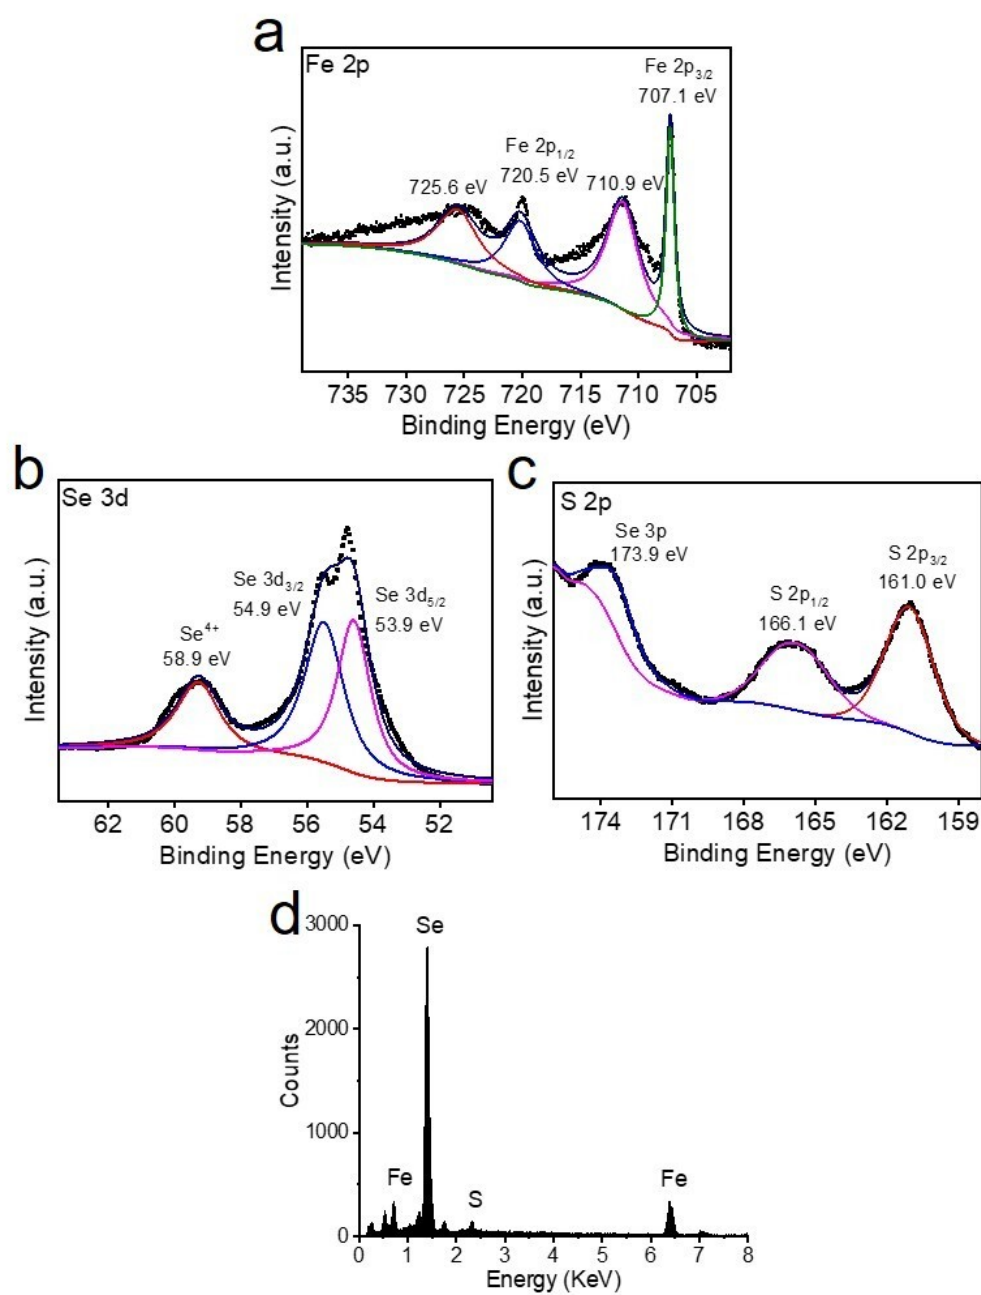 a
Fe 2p
Fe 2p3/2
707.1 eV
Fe 2p1/2
720.5 eV
725.6 eV
710.9 eV
Intensity (a.u.)
735 730 725 720 715 710 705
Binding Energy (eV)
b
Se 3d
Se 3d3/2
54.9 eV
Se 3d5/2
53.9 eV
Se4+
58.9 eV
Intensity (a.u.)
62 60 58 56 54 52
Binding Energy (eV)
c
S 2p
Se 3p
173.9 eV
S 2p3/2
161.0 eV
S 2p1/2
166.1 eV
Intensity (a.u.)
174 171 168 165 162 159
Binding Energy (eV)
d
3000
2000
1000
0
Counts
Se
Fe
S
Fe
0 1 2 3 4 5 6 7 8
Energy (KeV)